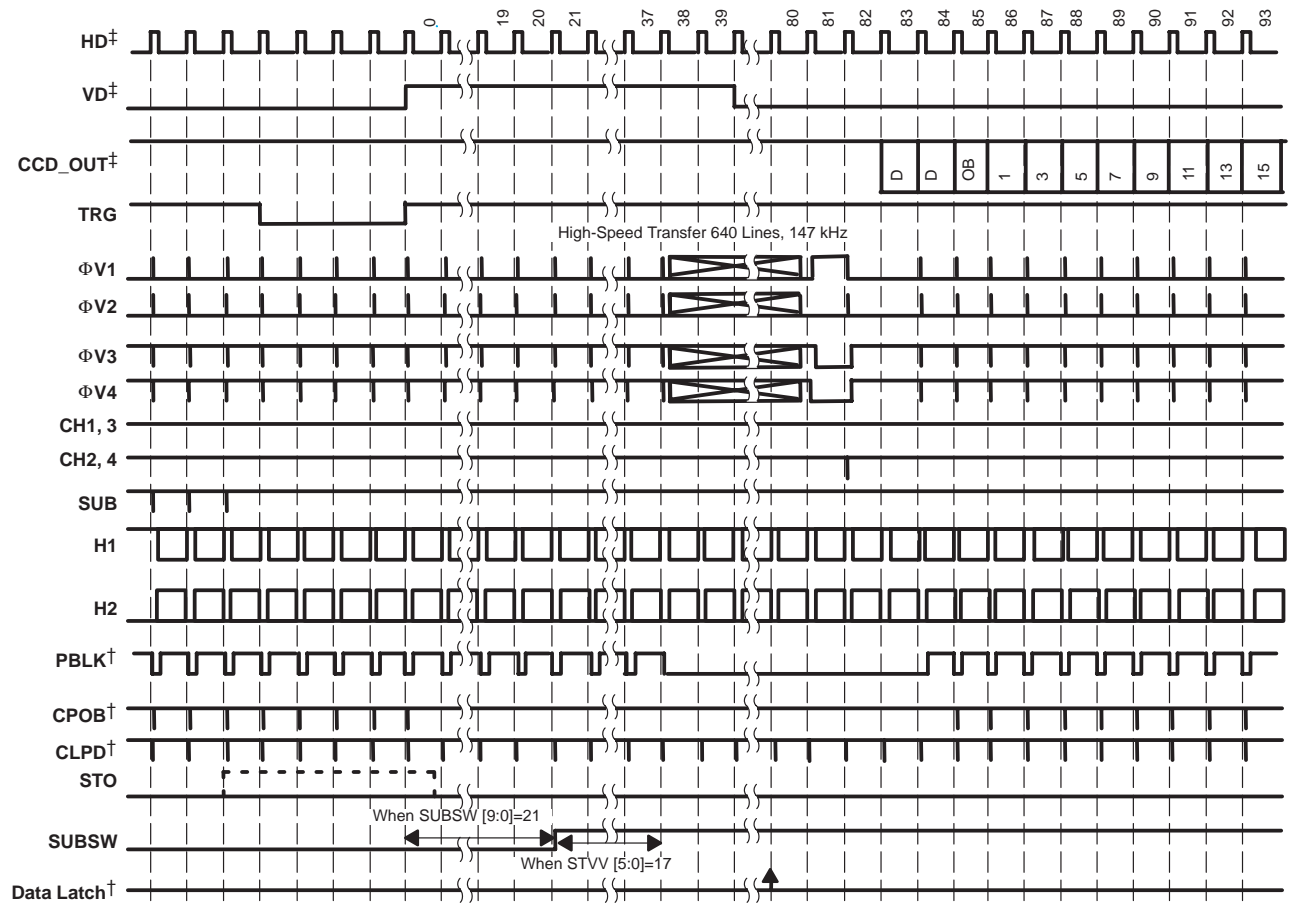 0 19 20 21 37 38 39 80 81 82 83 84 85 86 87 88 89 90 91 92 93
HD‡
VD‡
CCD_OUT‡
D D OB 1 3 5 7 9 11 13 15
TRG
High-Speed Transfer 640 Lines, 147 kHz
ΦV1
ΦV2
ΦV3
ΦV4
CH1, 3
CH2, 4
SUB
H1
H2
PBLK†
CPOB†
CLPD†
STO
When SUBSW [9:0]=21
SUBSW
When STVV [5:0]=17
Data Latch†